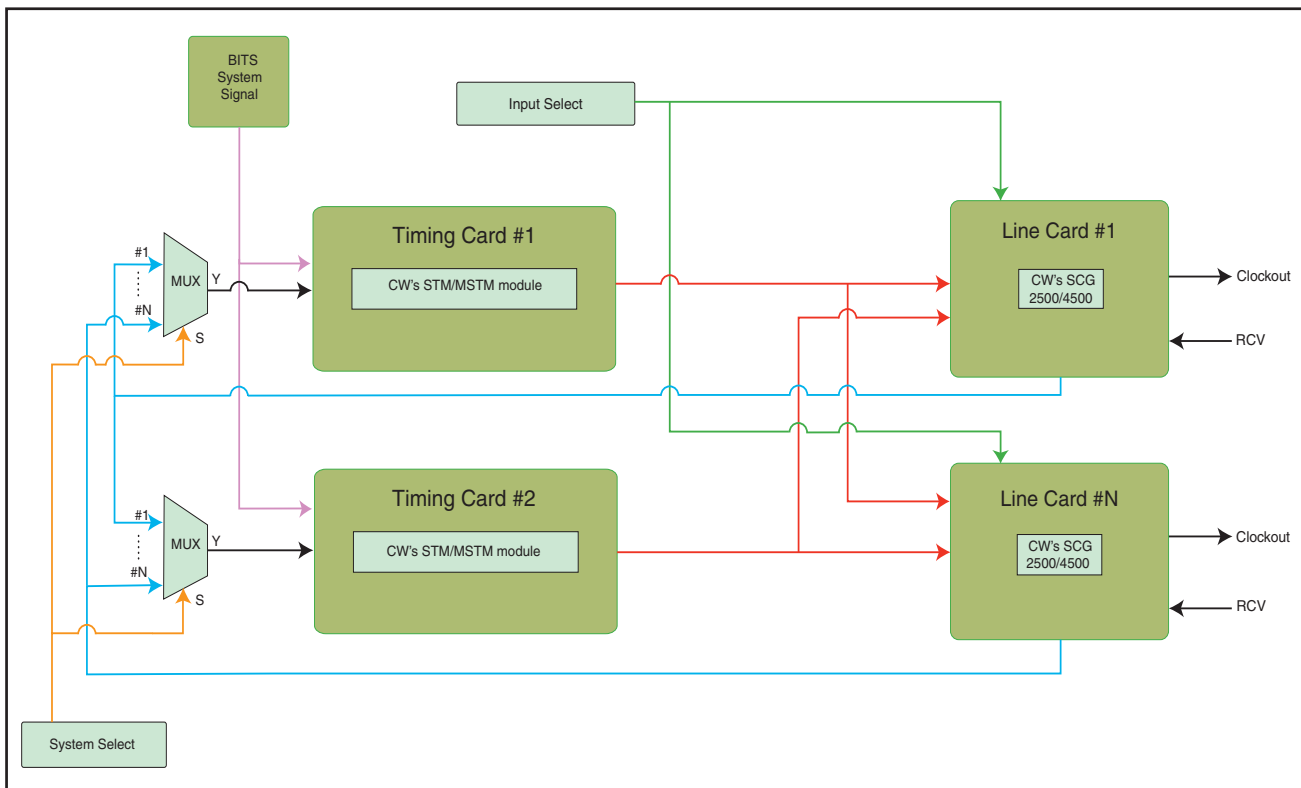 BITS
System
Signal
Input Select
Timing Card #1
CW's STM/MSTM module
Line Card #1
CW's SCG
2500/4500
Clockout
RCV
#1
MUX
Y
#N
S
Timing Card #2
CW's STM/MSTM module
Line Card #N
CW's SCG
2500/4500
Clockout
RCV
#1
MUX
Y
#N
S
System Select